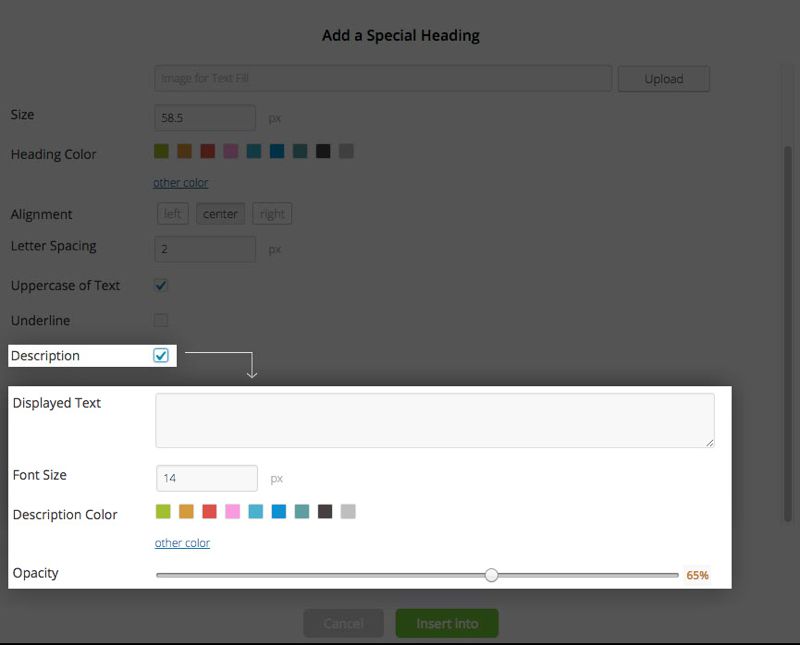 Add a Special Heading
Image for Text Fill Upload
Size 58.5 px
Heading Color
other color
Alignment left center right
Letter Spacing 2 px
Uppercase of Text
Underline
Description
Displayed Text
Font Size 14 px
Description Color
other color
Opacity 65%
Cancel Insert Into